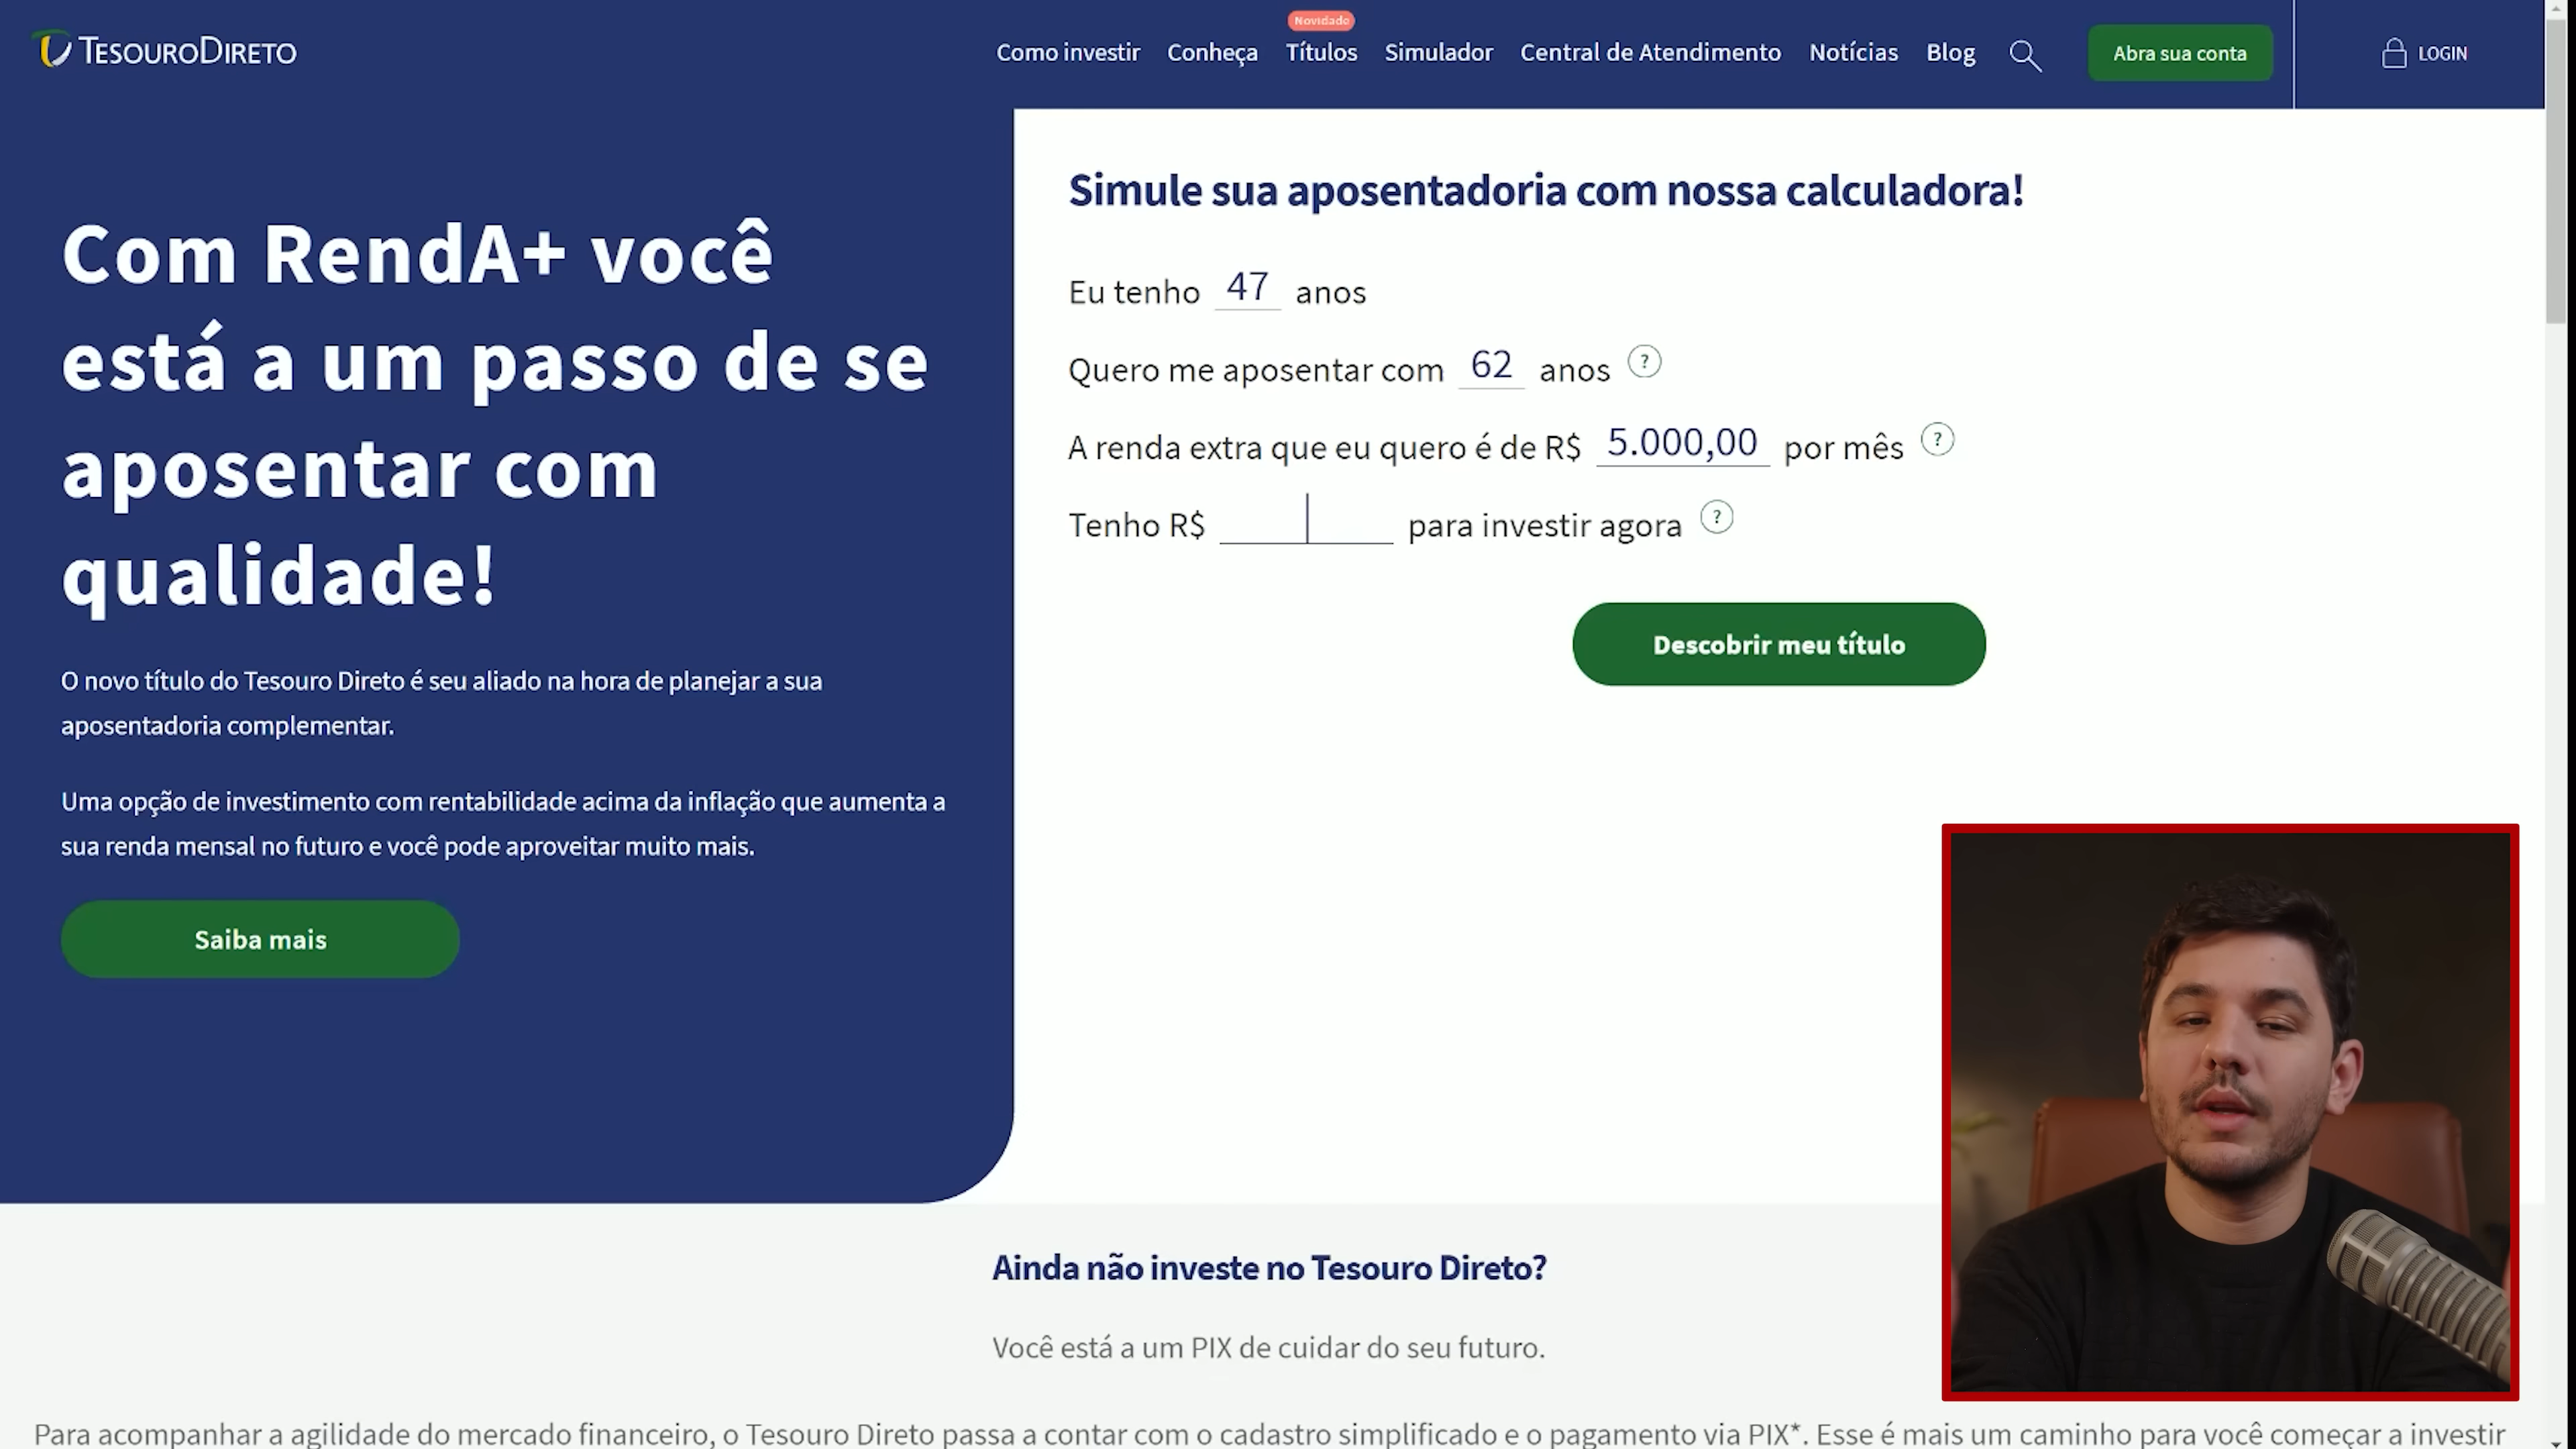 TESOURODIRETO
Como investir
Conheça
Novidade
Títulos
Simulador
Central de Atendimento
Notícias
Blog
Abra sua conta
LOGIN
Com RendA+ você
está a um passo de se
aposentar com
qualidade!
O novo título do Tesouro Direto é seu aliado na hora de planejar a sua
aposentadoria complementar.
Uma opção de investimento com rentabilidade acima da inflação que aumenta a
sua renda mensal no futuro e você pode aproveitar muito mais.
Saiba mais
Simule sua aposentadoria com nossa calculadora!
Eu tenho 47 anos
Quero me aposentar com 62 anos ?
A renda extra que eu quero é de R$ 5.000,00 por mês ?
Tenho R$ para investir agora ?
Descobrir meu título
Ainda não investe no Tesouro Direto?
Você está a um PIX de cuidar do seu futuro.
Para acompanhar a agilidade do mercado financeiro, o Tesouro Direto passa a contar com o cadastro simplificado e o pagamento via PIX*. Esse é mais um caminho para você começar a investir